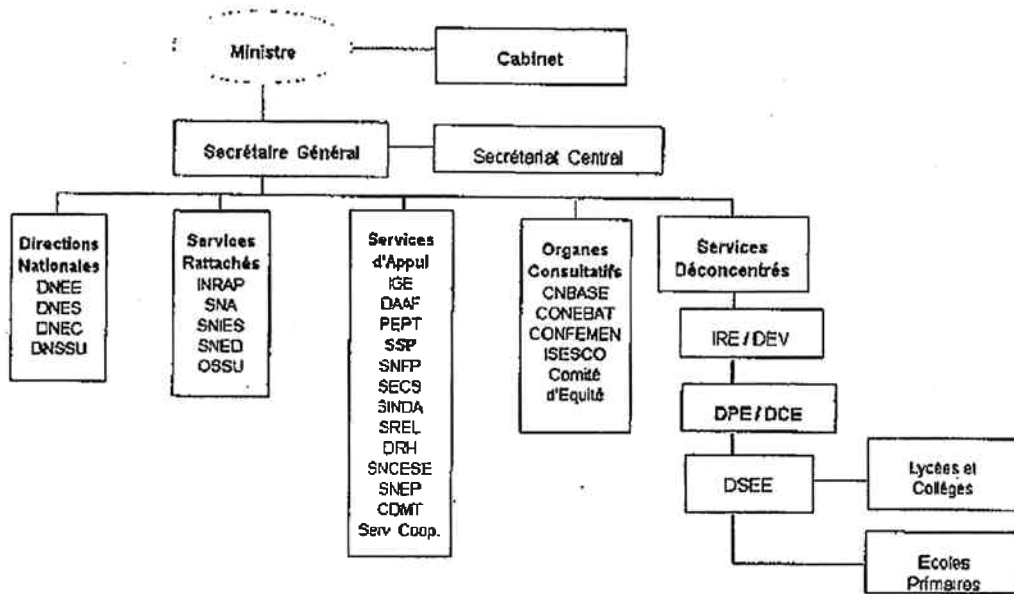 Ministre
Cabinet
Secrétaire Général
Secrétariat Central
Directions
Nationales
DNEE
DNES
DNEC
DNSSU
Services
Rattachés
INRAP
SNA
SNIES
SNED
OSSU
Services
d'Appui
IGE
DAAF
PEPT
SSP
SNFP
SECS
SINDA
SREL
DRH
SNCESE
SNEP
CDMT
Serv Coop.
Organes
Consultatifs
CNBASE
CONEBAT
CONFEMEN
ISESCO
Comité
d'Equité
Services
Déconcentrés
IRE / DEV
DPE / DCE
DSEE
Lycées et
Collèges
Ecoles
Primaires